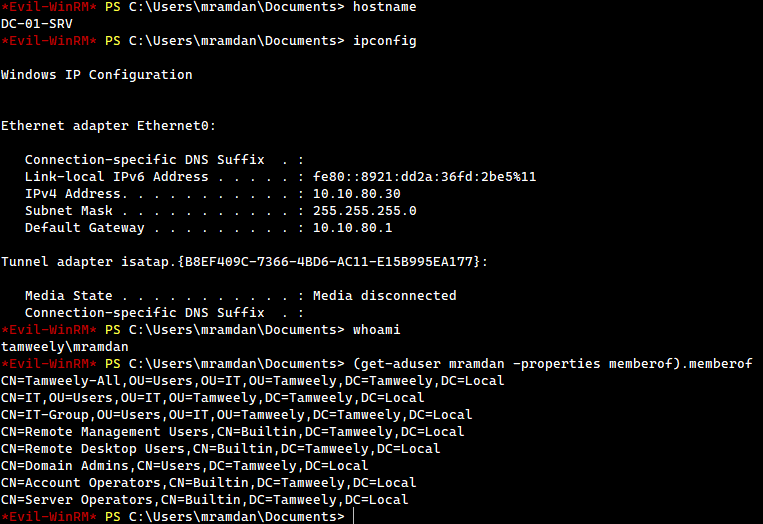 *Evil-WinRM* PS C:\Users\mramdan\Documents> hostname
DC-01-SRV
*Evil-WinRM* PS C:\Users\mramdan\Documents> ipconfig
Windows IP Configuration
Ethernet adapter Ethernet0:
Connection-specific DNS Suffix . :
Link-local IPv6 Address . . . . . : fe80::8921:dd2a:36fd:2be5%11
IPv4 Address. . . . . . . . . . . : 10.10.80.30
Subnet Mask . . . . . . . . . . . : 255.255.255.0
Default Gateway . . . . . . . . . : 10.10.80.1
Tunnel adapter isatap.{B8EF409C-7366-4BD6-AC11-E15B995EA177}:
Media State . . . . . . . . . . . : Media disconnected
Connection-specific DNS Suffix . :
*Evil-WinRM* PS C:\Users\mramdan\Documents> whoami
tamweely\mramdan
*Evil-WinRM* PS C:\Users\mramdan\Documents> (get-aduser mramdan -properties memberof).memberof
CN=Tamweely-All,OU=Users,OU=IT,OU=Tamweely,DC=Tamweely,DC=Local
CN=IT,OU=Users,OU=IT,OU=Tamweely,DC=Tamweely,DC=Local
CN=IT-Group,OU=Users,OU=IT,OU=Tamweely,DC=Tamweely,DC=Local
CN=Remote Management Users,CN=Builtin,DC=Tamweely,DC=Local
CN=Remote Desktop Users,CN=Builtin,DC=Tamweely,DC=Local
CN=Domain Admins,CN=Users,DC=Tamweely,DC=Local
CN=Account Operators,CN=Builtin,DC=Tamweely,DC=Local
CN=Server Operators,CN=Builtin,DC=Tamweely,DC=Local
*Evil-WinRM* PS C:\Users\mramdan\Documents>